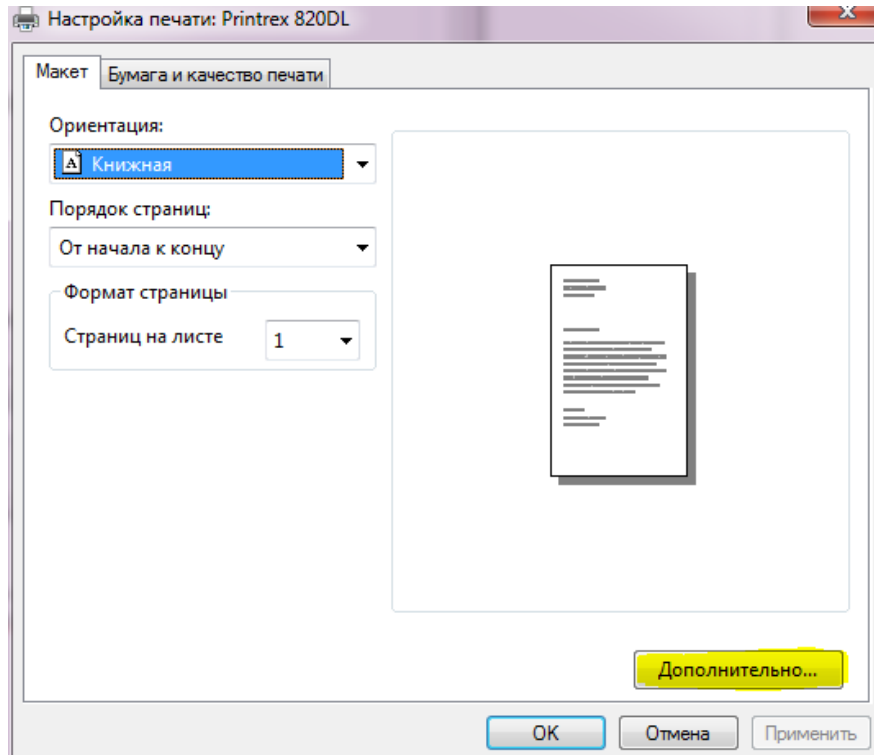 Настройка печати: Printrex 820DL
Макет
Бумага и качество печати
Ориентация:
A Книжная
Порядок страниц:
От начала к концу
Формат страницы
Страниц на листе 1
Дополнительно...
OK Отмена Применить